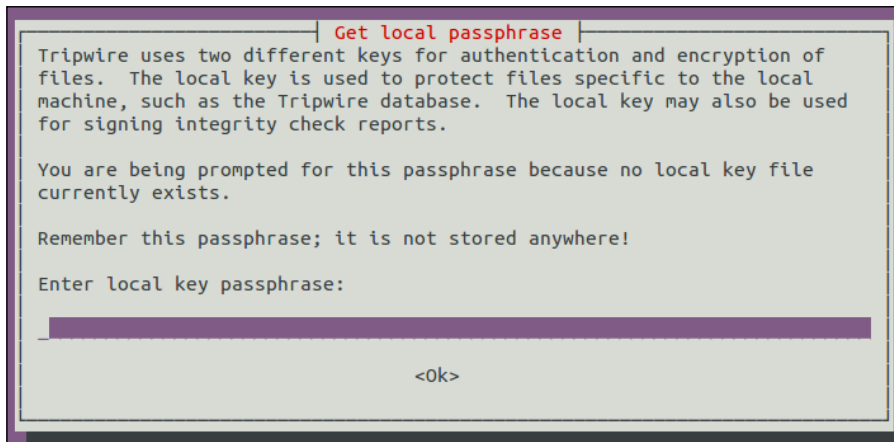 Get local passphrase
Tripwire uses two different keys for authentication and encryption of
files.  The local key is used to protect files specific to the local
machine, such as the Tripwire database.  The local key may also be used
for signing integrity check reports.
You are being prompted for this passphrase because no local key file
currently exists.
Remember this passphrase; it is not stored anywhere!
Enter local key passphrase:
<Ok>